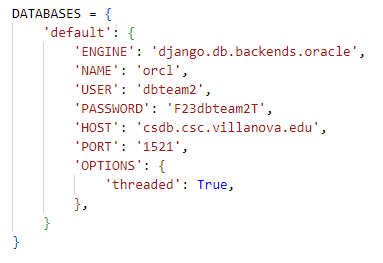 DATABASES = {
    'default': {
        'ENGINE': 'django.db.backends.oracle',
        'NAME': 'orcl',
        'USER': 'dbteam2',
        'PASSWORD': 'F23dbteam2T',
        'HOST': 'csdb.csc.villanova.edu',
        'PORT': '1521',
        'OPTIONS': {
            'threaded': True,
        },
    }
}